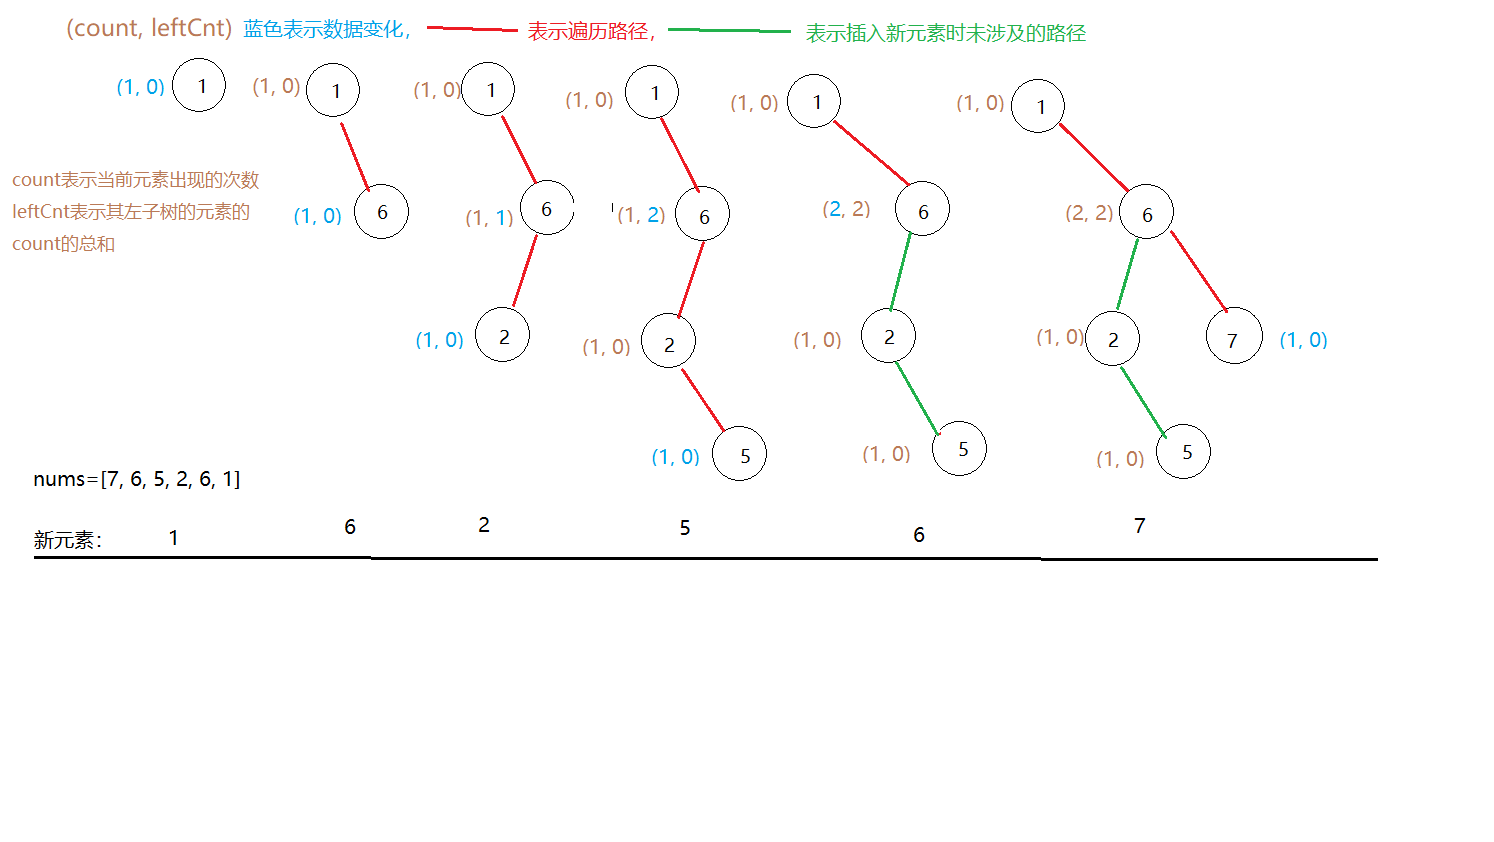 (count, leftCnt) 蓝色表示数据变化， 表示遍历路径， 表示插入新元素时未涉及的路径
(1, 0) 1 (1, 0) 1 (1, 0) 1 (1, 0) 1 (1, 0) 1 (1, 0) 1
count表示当前元素出现的次数
leftCnt表示其左子树的元素的
count的总和
(1, 0) 6 (1, 1) 6 (1, 2) 6 (2, 2) 6 (2, 2) 6
(1, 0) 2 (1, 0) 2 (1, 0) 2 (1, 0) 2 7 (1, 0)
(1, 0) 5 (1, 0) 5 (1, 0) 5
nums=[7, 6, 5, 2, 6, 1]
新元素： 1 6 2 5 6 7